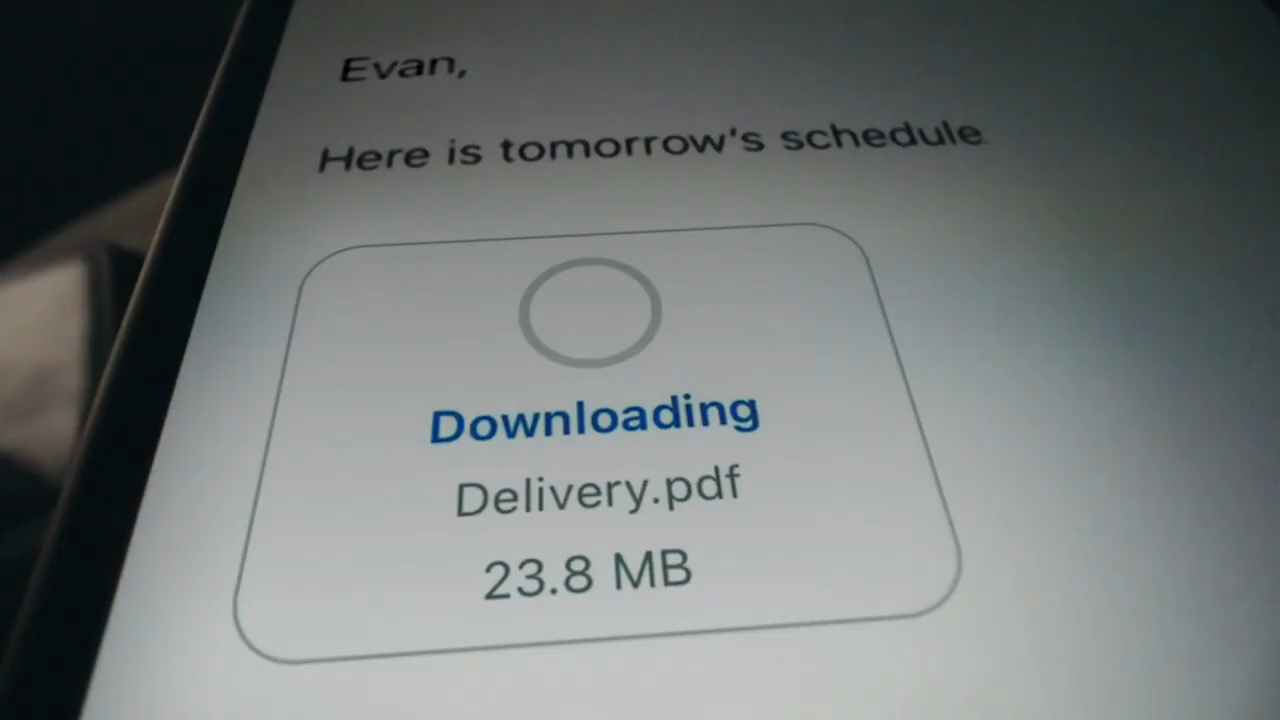 Evan,
Here is tomorrow's schedule.
Downloading
Delivery.pdf
23.8 MB